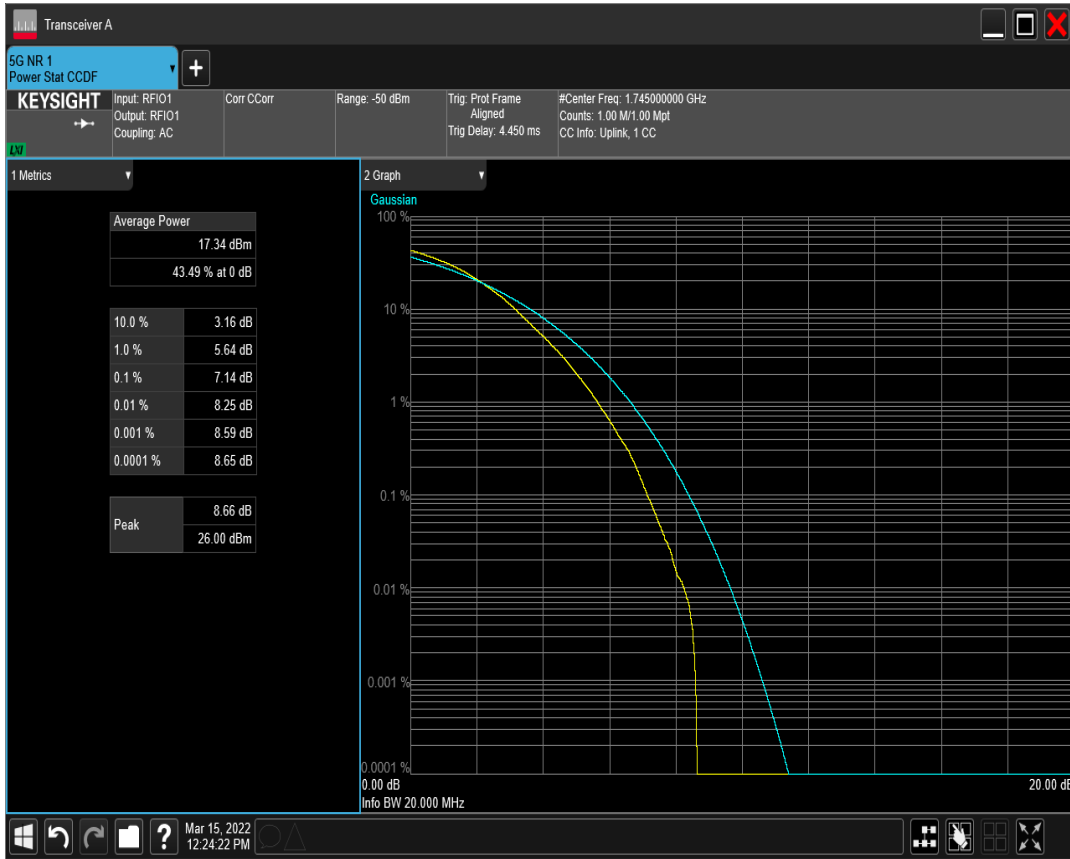 Transceiver A
5G NR 1
Power Stat CCDF
+
KEYSIGHT
LXI
Input: RFIO1
Output: RFIO1
Coupling: AC
Corr CCorr
Range: -50 dBm
Trig: Prot Frame
Aligned
Trig Delay: 4.450 ms
#Center Freq: 1.745000000 GHz
Counts: 1.00 M/1.00 Mpt
CC Info: Uplink, 1 CC
1 Metrics
Average Power
17.34 dBm
43.49 % at 0 dB
10.0 % 3.16 dB
1.0 % 5.64 dB
0.1 % 7.14 dB
0.01 % 8.25 dB
0.001 % 8.59 dB
0.0001 % 8.65 dB
Peak 8.66 dB
26.00 dBm
2 Graph
Gaussian
100 %
10 %
1 %
0.1 %
0.01 %
0.001 %
0.0001 %
0.00 dB 20.00 dB
Info BW 20.000 MHz
?
Mar 15, 2022
12:24:22 PM